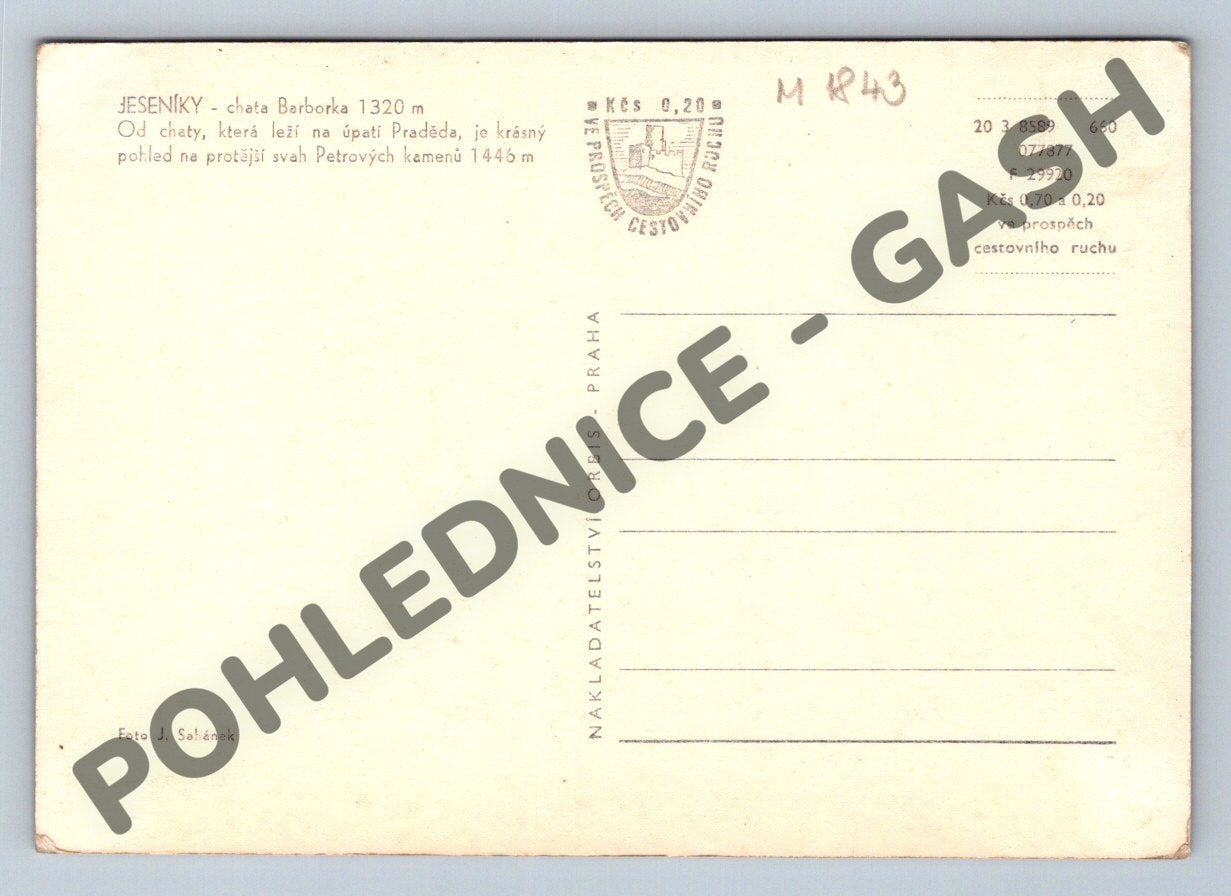 JESENÍKY - chata Barborka 1320 m
Od chaty, která leží na úpatí Praděda, je krásný
pohled na protější svah Petrových kamenů 1446 m
Kčs 0,20
VE PROSPĚCH CESTOVNÍHO RUCHU
M 1843
20 3 8589 660
077877
f 29920
Kčs 0,70 a 0,20
ve prospěch
cestovního ruchu
NAKLADATELSTVÍ ORBIS - PRAHA
Foto J. Sahánek
POHLEDNICE - GASH